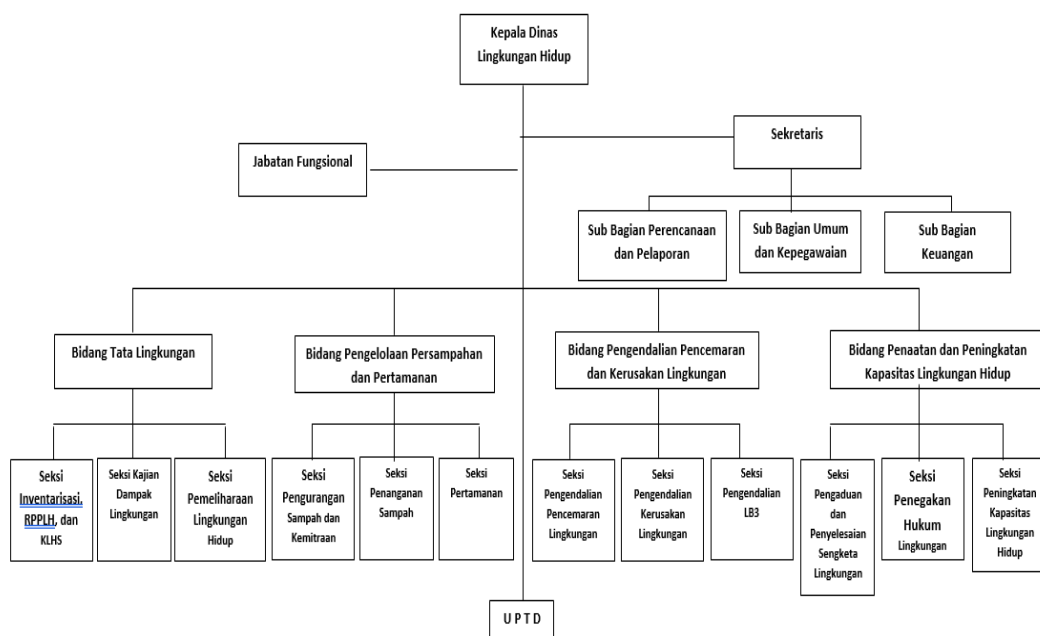 Kepala Dinas
Lingkungan Hidup
Sekretaris
Jabatan Fungsional
Sub Bagian Perencanaan
dan Pelaporan
Sub Bagian Umum
dan Kepegawaian
Sub Bagian
Keuangan
Bidang Tata Lingkungan
Bidang Pengelolaan Persampahan
dan Pertamanan
Bidang Pengendalian Pencemaran
dan Kerusakan Lingkungan
Bidang Penaatan dan Peningkatan
Kapasitas Lingkungan Hidup
Seksi
Inventarisasi,
RPPLH, dan
KLHS
Seksi Kajian
Dampak
Lingkungan
Seksi
Pemeliharaan
Lingkungan
Hidup
Seksi
Pengurangan
Sampah dan
Kemitraan
Seksi
Penanganan
Sampah
Seksi
Pertamanan
Seksi
Pengendalian
Pencemaran
Lingkungan
Seksi
Pengendalian
Kerusakan
Lingkungan
Seksi
Pengendalian
LB3
Seksi
Pengaduan
dan
Penyelesaian
Sengketa
Lingkungan
Seksi
Penegakan
Hukum
Lingkungan
Seksi
Peningkatan
Kapasitas
Lingkungan
Hidup
U P T D